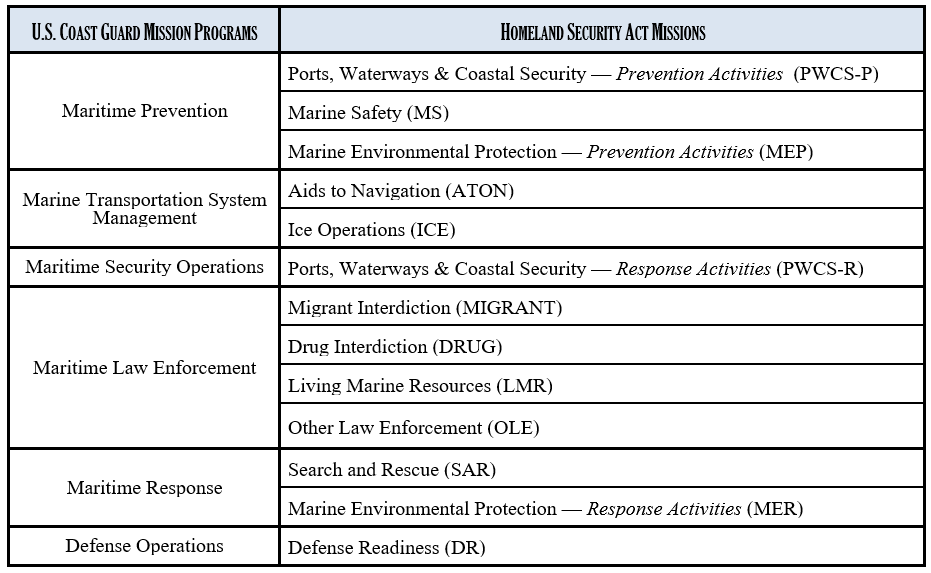 U.S. COAST GUARD MISSION PROGRAMS
HOMELAND SECURITY ACT MISSIONS
Maritime Prevention
Ports, Waterways & Coastal Security — Prevention Activities (PWCS-P)
Marine Safety (MS)
Marine Environmental Protection — Prevention Activities (MEP)
Marine Transportation System
Management
Aids to Navigation (ATON)
Ice Operations (ICE)
Maritime Security Operations
Ports, Waterways & Coastal Security — Response Activities (PWCS-R)
Maritime Law Enforcement
Migrant Interdiction (MIGRANT)
Drug Interdiction (DRUG)
Living Marine Resources (LMR)
Other Law Enforcement (OLE)
Maritime Response
Search and Rescue (SAR)
Marine Environmental Protection — Response Activities (MER)
Defense Operations
Defense Readiness (DR)